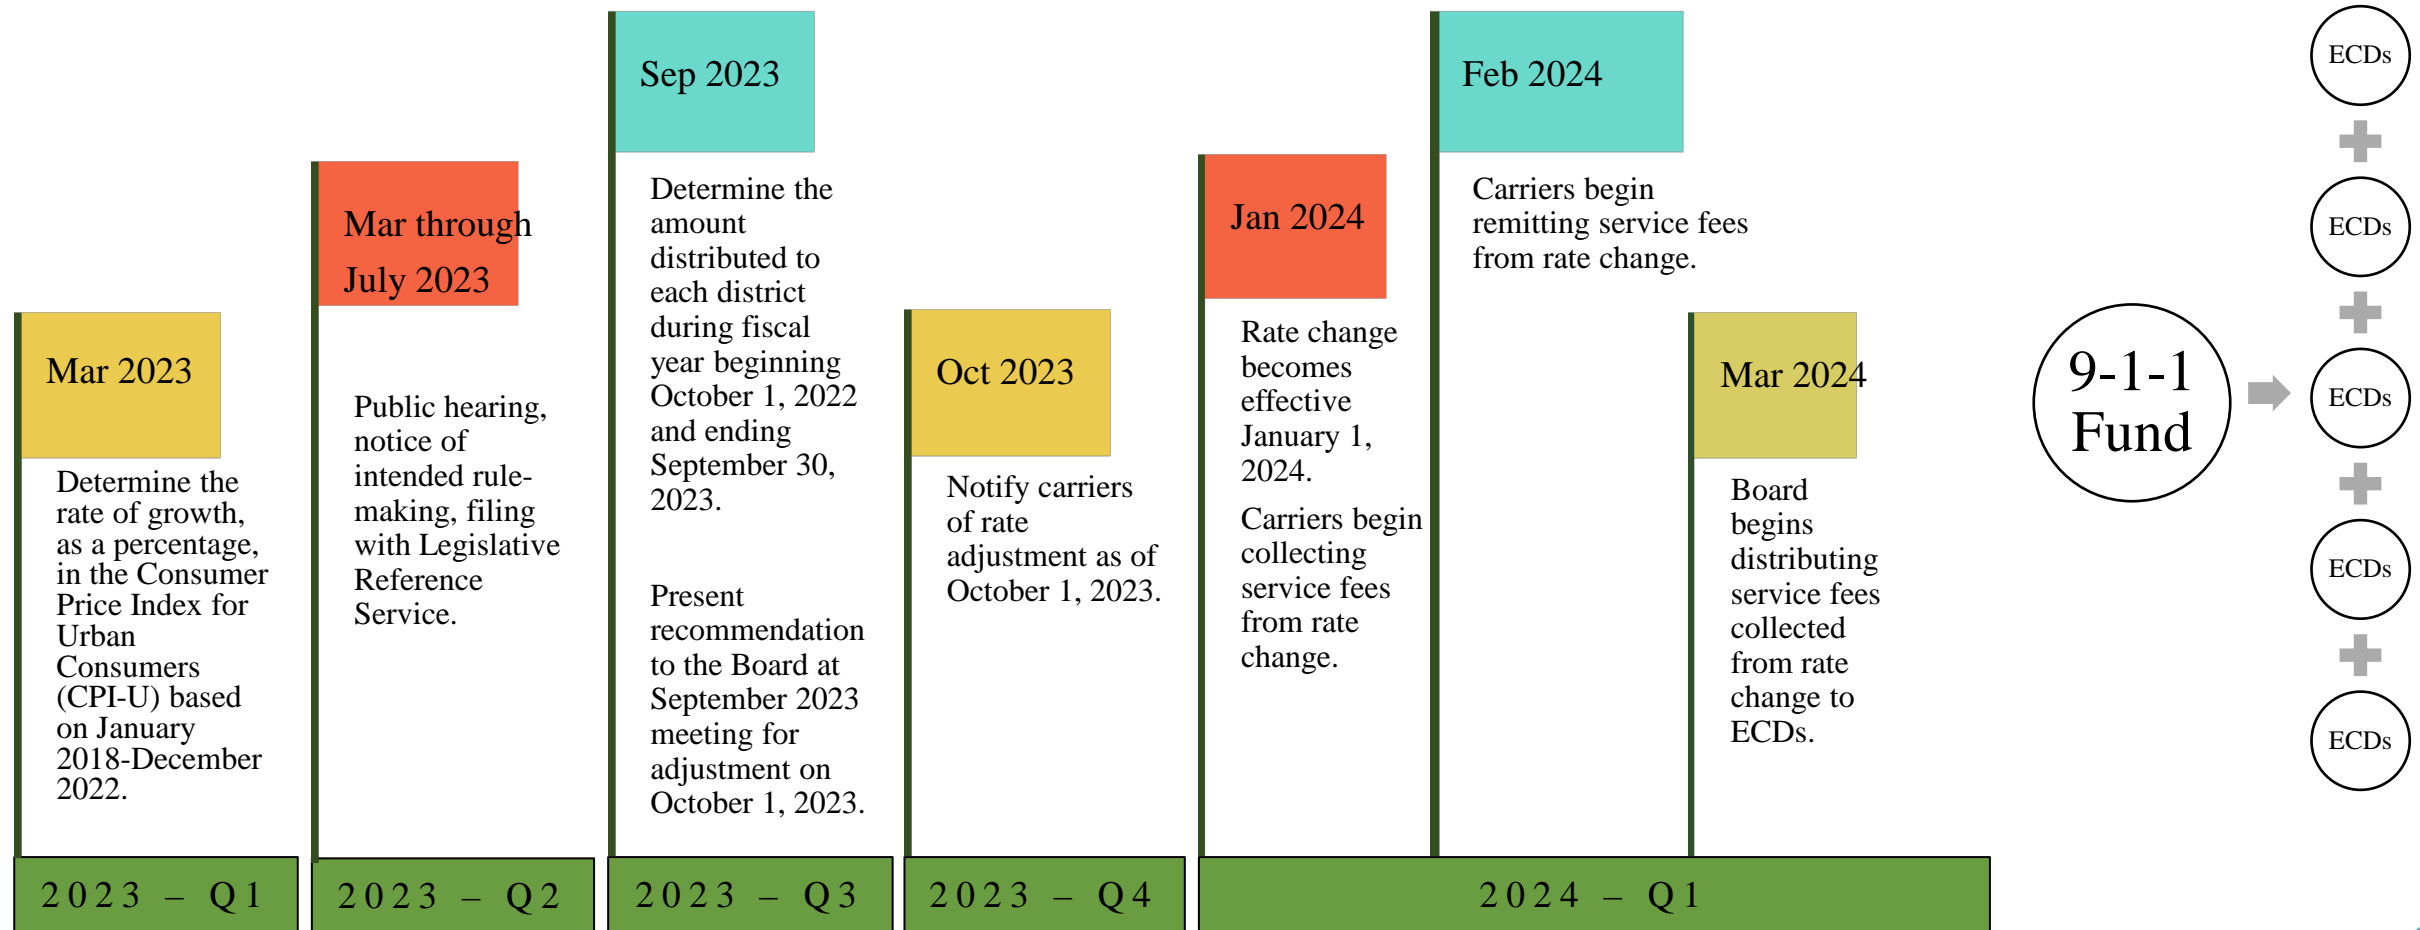 Mar 2023
Determine the
rate of growth,
as a percentage,
in the Consumer
Price Index for
Urban
Consumers
(CPI-U) based
on January
2018-December
2022.
2023 – Q1
Mar through
July 2023
Public hearing,
notice of
intended rule-
making, filing
with Legislative
Reference
Service.
2023 – Q2
Sep 2023
Determine the
amount
distributed to
each district
during fiscal
year beginning
October 1, 2022
and ending
September 30,
2023.
Present
recommendation
to the Board at
September 2023
meeting for
adjustment on
October 1, 2023.
2023 – Q3
Oct 2023
Notify carriers
of rate
adjustment as of
October 1, 2023.
2023 – Q4
Jan 2024
Rate change
becomes
effective
January 1,
2024.
Carriers begin
collecting
service fees
from rate
change.
Feb 2024
Carriers begin
remitting service fees
from rate change.
Mar 2024
Board
begins
distributing
service fees
collected
from rate
change to
ECDs.
2024 – Q1
9-1-1
Fund
ECDs
ECDs
ECDs
ECDs
ECDs